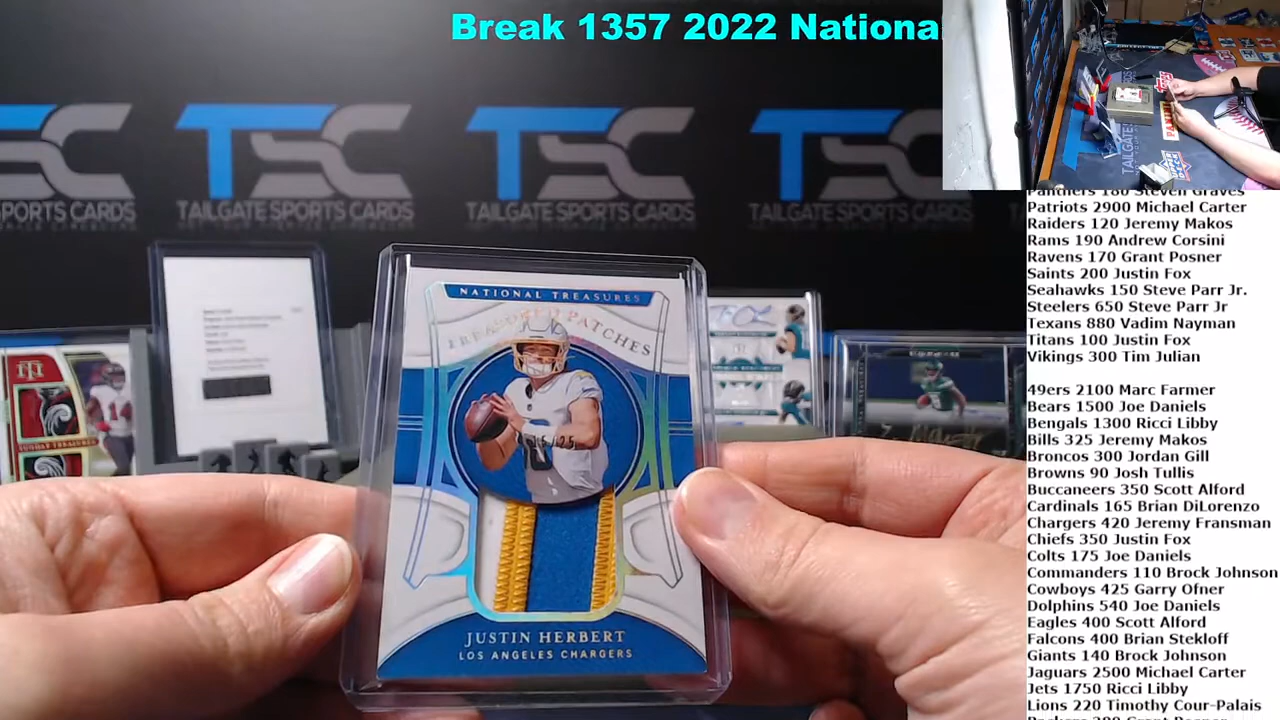 Break 1357 2022 Nationa
TSC
TAILGATE SPORTS CARDS
TSC
TAILGATE SPORTS CARDS
TSC
TAILGATE SPORTS CARDS
SPORTS CARDS
NATIONAL TREASURES
TREASURED PATCHES
JUSTIN HERBERT
LOS ANGELES CHARGERS
SUNDAY TREASURES
14
TAILGATE
PANINI
Panthers 180 Steven Graves
Patriots 2900 Michael Carter
Raiders 120 Jeremy Makos
Rams 190 Andrew Corsini
Ravens 170 Grant Posner
Saints 200 Justin Fox
Seahawks 150 Steve Parr Jr.
Steelers 650 Steve Parr Jr
Texans 880 Vadim Nayman
Titans 100 Justin Fox
Vikings 300 Tim Julian
49ers 2100 Marc Farmer
Bears 1500 Joe Daniels
Bengals 1300 Ricci Libby
Bills 325 Jeremy Makos
Broncos 300 Jordan Gill
Browns 90 Josh Tullis
Buccaneers 350 Scott Alford
Cardinals 165 Brian DiLorenzo
Chargers 420 Jeremy Fransman
Chiefs 350 Justin Fox
Colts 175 Joe Daniels
Commanders 110 Brock Johnson
Cowboys 425 Garry Ofner
Dolphins 540 Joe Daniels
Eagles 400 Scott Alford
Falcons 400 Brian Stekloff
Giants 140 Brock Johnson
Jaguars 2500 Michael Carter
Jets 1750 Ricci Libby
Lions 220 Timothy Cour-Palais